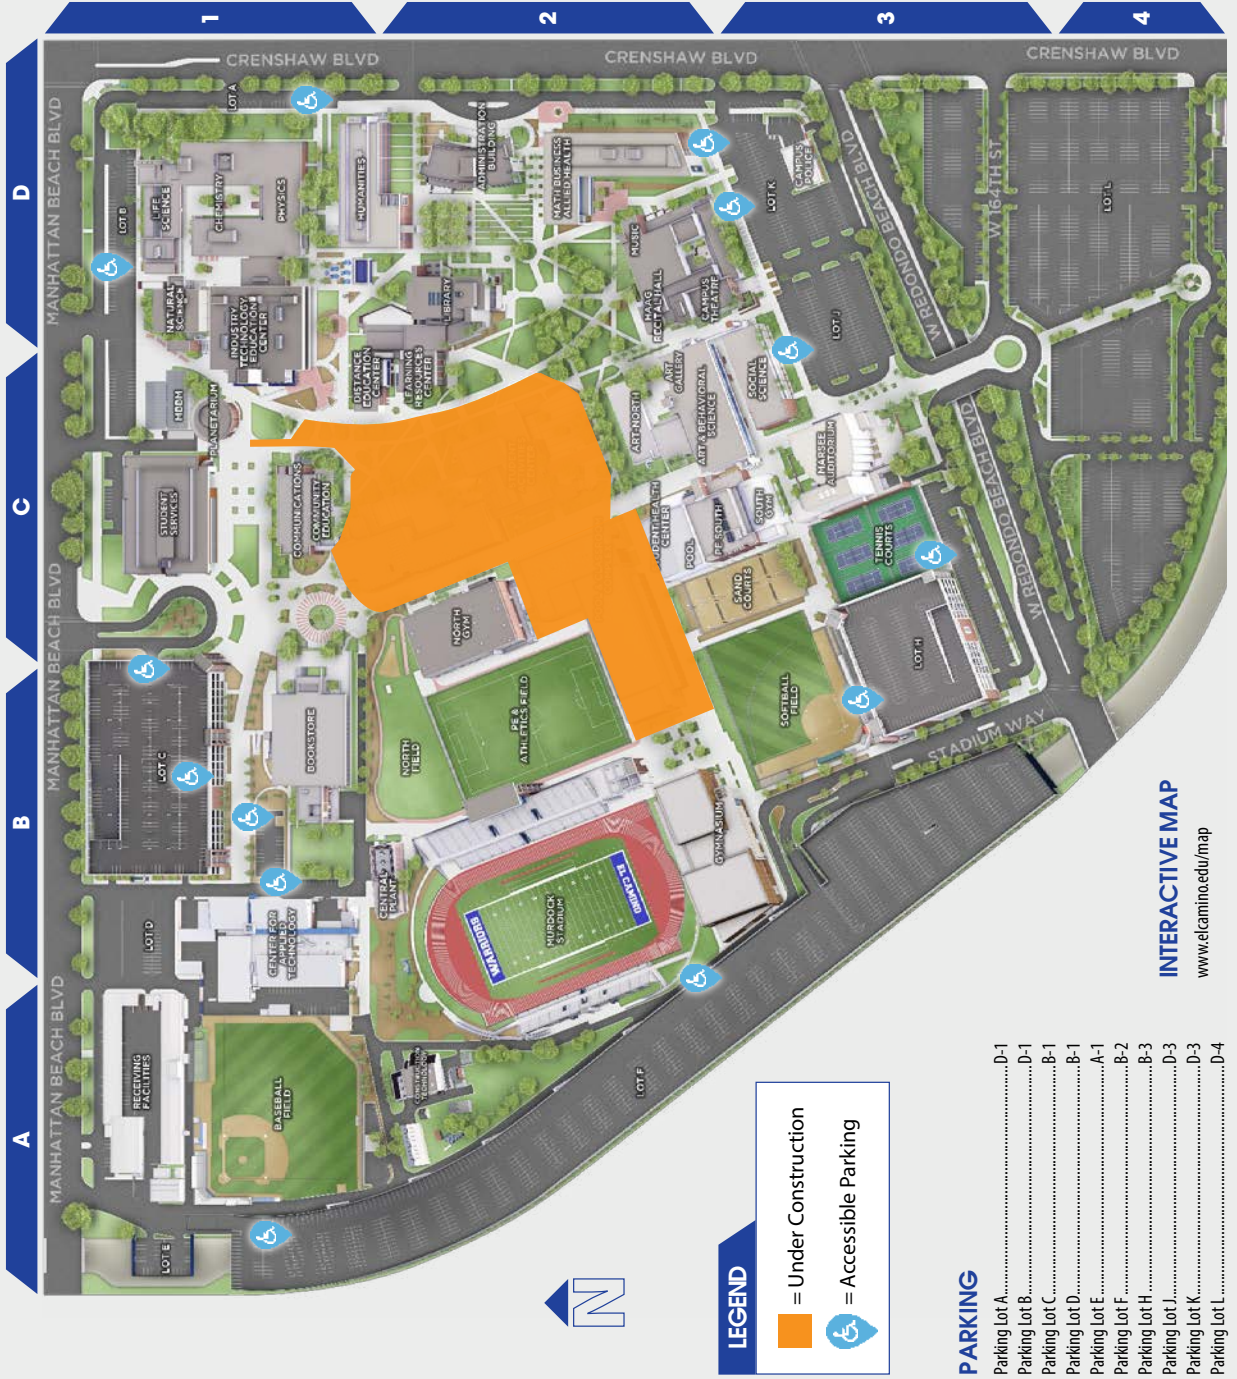 1
2
3
4
A
B
C
D
MANHATTAN BEACH BLVD
MANHATTAN BEACH BLVD
MANHATTAN BEACH BLVD
MANHATTAN BEACH BLVD
LOT E
RECEIVING
FACILITIES
BASEBALL
FIELD
LOT D
CENTER FOR
APPLIED
TECHNOLOGY
LOT C
BOOKSTORE
STUDENT
SERVICES
COMMUNICATIONS
COMMUNITY
EDUCATION
MBBM
PLANETARIUM
NATURAL
SCIENCE
INDUSTRY
TECHNOLOGY
EDUCATION
CENTER
LOT B
LIFE
SCIENCE
CHEMISTRY
PHYSICS
LOT A
CRENSHAW BLVD
CRENSHAW BLVD
CRENSHAW BLVD
HUMANITIES
DISTANCE
EDUCATION
CENTER
LEARNING
RESOURCES
CENTER
LIBRARY
ADMINISTRATION
BUILDING
MATH BUSINESS
ALLIED HEALTH
MUSIC
HAAG
RECITAL HALL
CAMPUS
THEATRE
CONSTRUCTION
TECHNOLOGY
CENTRAL
PLANT
WARRIORS
MURDOCK
STADIUM
EL CAMINO
NORTH
FIELD
PE &
ATHLETICS FIELD
NORTH
GYM
ART-NORTH
ART
GALLERY
ART & BEHAVIORAL
SCIENCE
SOCIAL
SCIENCE
UDENT HEALTH
CENTER
POOL
PE SOUTH
SOUTH
GYM
SAND
COURTS
MARSEE
AUDITORIUM
TENNIS
COURTS
GYMNASIUM
SOFTBALL
FIELD
LOT H
LOT F
LOT F
STADIUM WAY
LOT J
LOT K
CAMPUS
POLICE
W REDONDO BEACH BLVD
W REDONDO BEACH BLVD
W 164TH ST
LOT L
N
LEGEND
= Under Construction
= Accessible Parking
INTERACTIVE MAP
www.elcamino.edu/map
PARKING
Parking Lot A..........D-1
Parking Lot B..........D-1
Parking Lot C..........B-1
Parking Lot D..........B-1
Parking Lot E..........A-1
Parking Lot F..........B-2
Parking Lot H..........B-3
Parking Lot J..........D-3
Parking Lot K..........D-3
Parking Lot L..........D-4